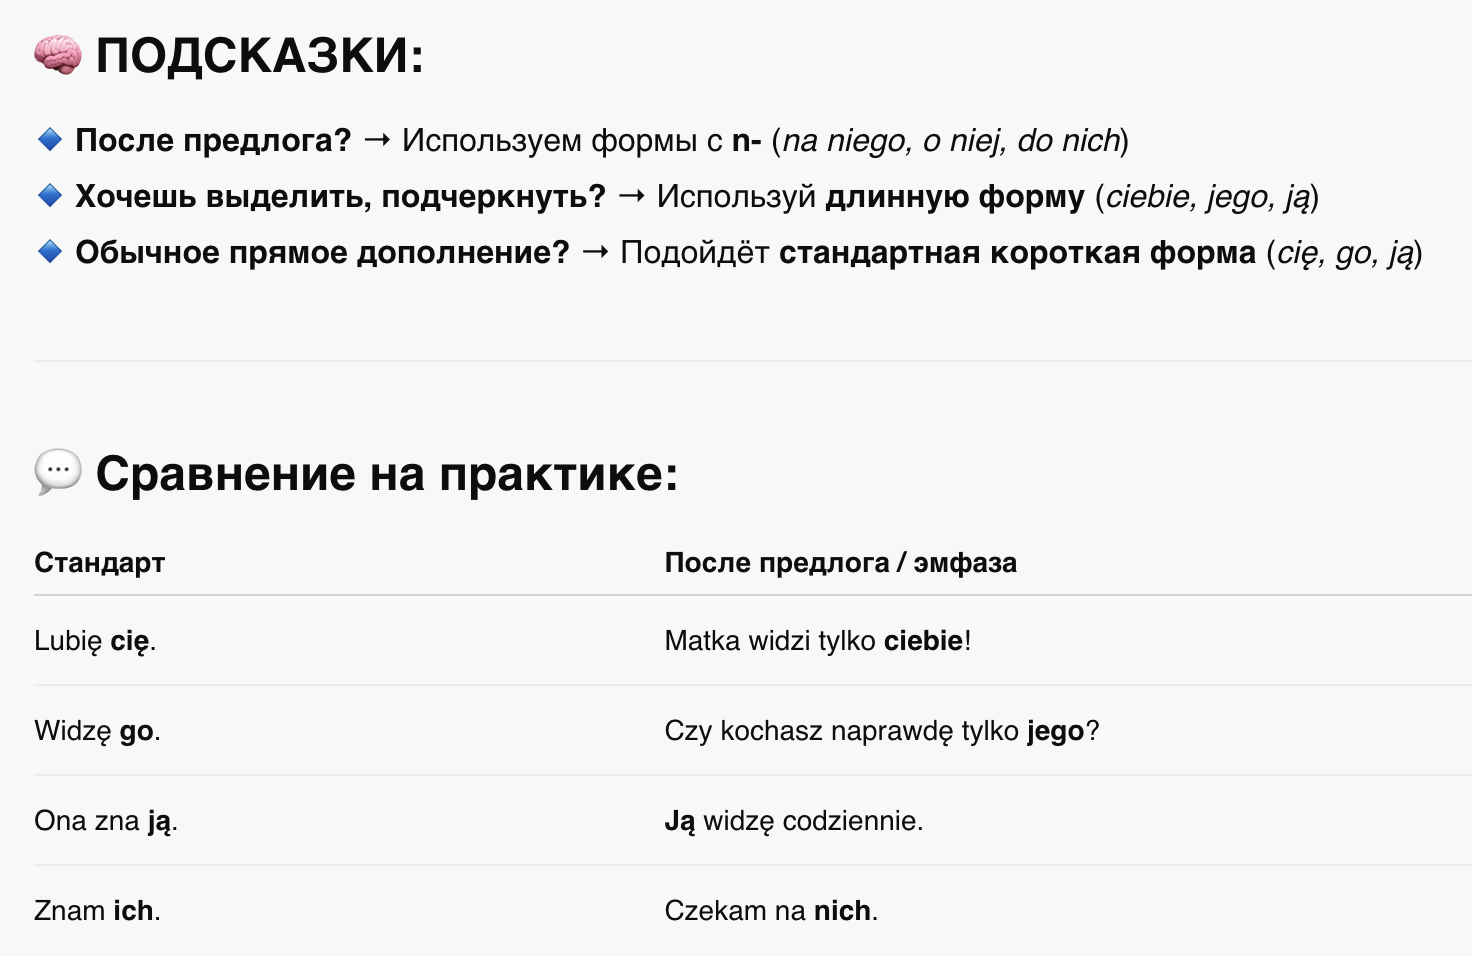 🧠 ПОДСКАЗКИ:
🔹 После предлога? → Используем формы с n- (na niego, o niej, do nich)
🔹 Хочешь выделить, подчеркнуть? → Используй длинную форму (ciebie, jego, ją)
🔹 Обычное прямое дополнение? → Подойдёт стандартная короткая форма (cię, go, ją)
💬 Сравнение на практике:
Стандарт После предлога / эмфаза
Lubię cię. Matka widzi tylko ciebie!
Widzę go. Czy kochasz naprawdę tylko jego?
Ona zna ją. Ją widzę codziennie.
Znam ich. Czekam na nich.